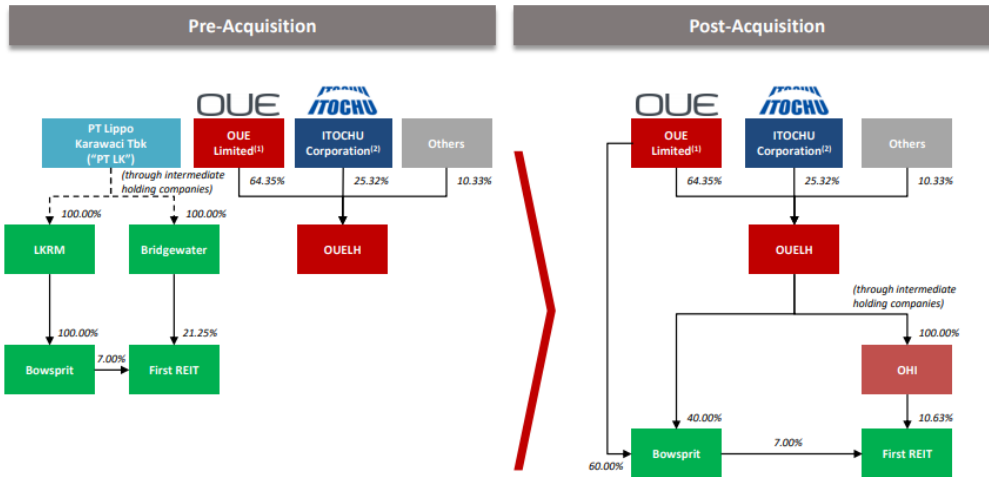 Pre-Acquisition
Post-Acquisition
OUE
ITOCHU
ITOCHU
PT Lippo
Karawaci Tbk
("PT LK")
OUE
Limited(1)
ITOCHU
Corporation(2)
Others
(through intermediate
holding companies)
64.35%
25.32%
10.33%
100.00%
100.00%
LKRM
Bridgewater
OUELH
100.00%
21.25%
Bowsprit
7.00%
First REIT
OUE
ITOCHU
ITOCHU
OUE
Limited(1)
ITOCHU
Corporation(2)
Others
64.35%
25.32%
10.33%
OUELH
(through intermediate
holding companies)
100.00%
OHI
40.00%
10.63%
60.00%
Bowsprit
7.00%
First REIT